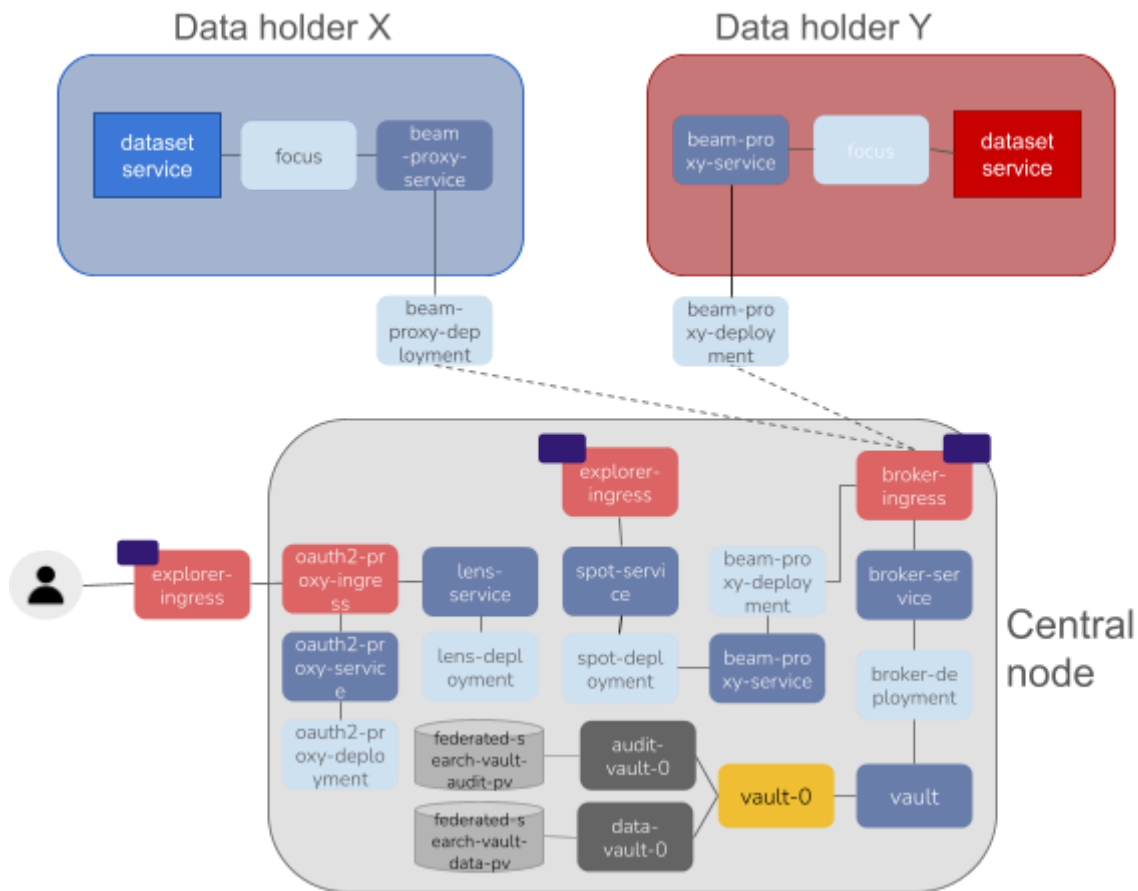 Data holder X
Data holder Y
dataset
service
focus
beam
-proxy-
service
beam-pro
xy-service
focus
dataset
service
beam-
proxy-dep
loyment
beam-pro
xy-deploy
ment
explorer-
ingress
broker-
ingress
explorer-
ingress
oauth2-pr
oxy-ingre
ss
lens-
service
spot-servi
ce
beam-pro
xy-deploy
ment
broker-ser
vice
Central
node
oauth2-pr
oxy-servic
e
lens-depl
oyment
spot-depl
oyment
beam-pro
xy-service
broker-de
ployment
oauth2-pr
oxy-deplo
yment
federated-s
earch-vault-
audit-pv
audit-
vault-0
vault-0
vault
federated-s
earch-vault-
data-pv
data-
vault-0